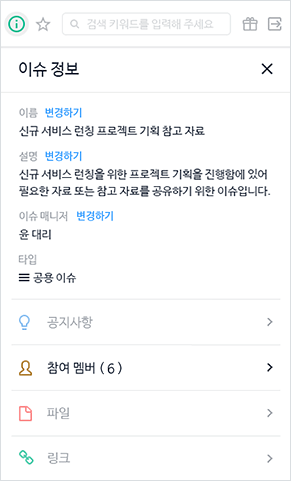 검색 키워드를 입력해 주세요
이슈 정보
이름 변경하기
신규 서비스 런칭 프로젝트 기획 참고 자료
설명 변경하기
신규 서비스 런칭을 위한 프로젝트 기획을 진행함에 있어
필요한 자료 또는 참고 자료를 공유하기 위한 이슈입니다.
이슈 매니저 변경하기
윤 대리
타입
공용 이슈
공지사항
참여 멤버 ( 6 )
파일
링크